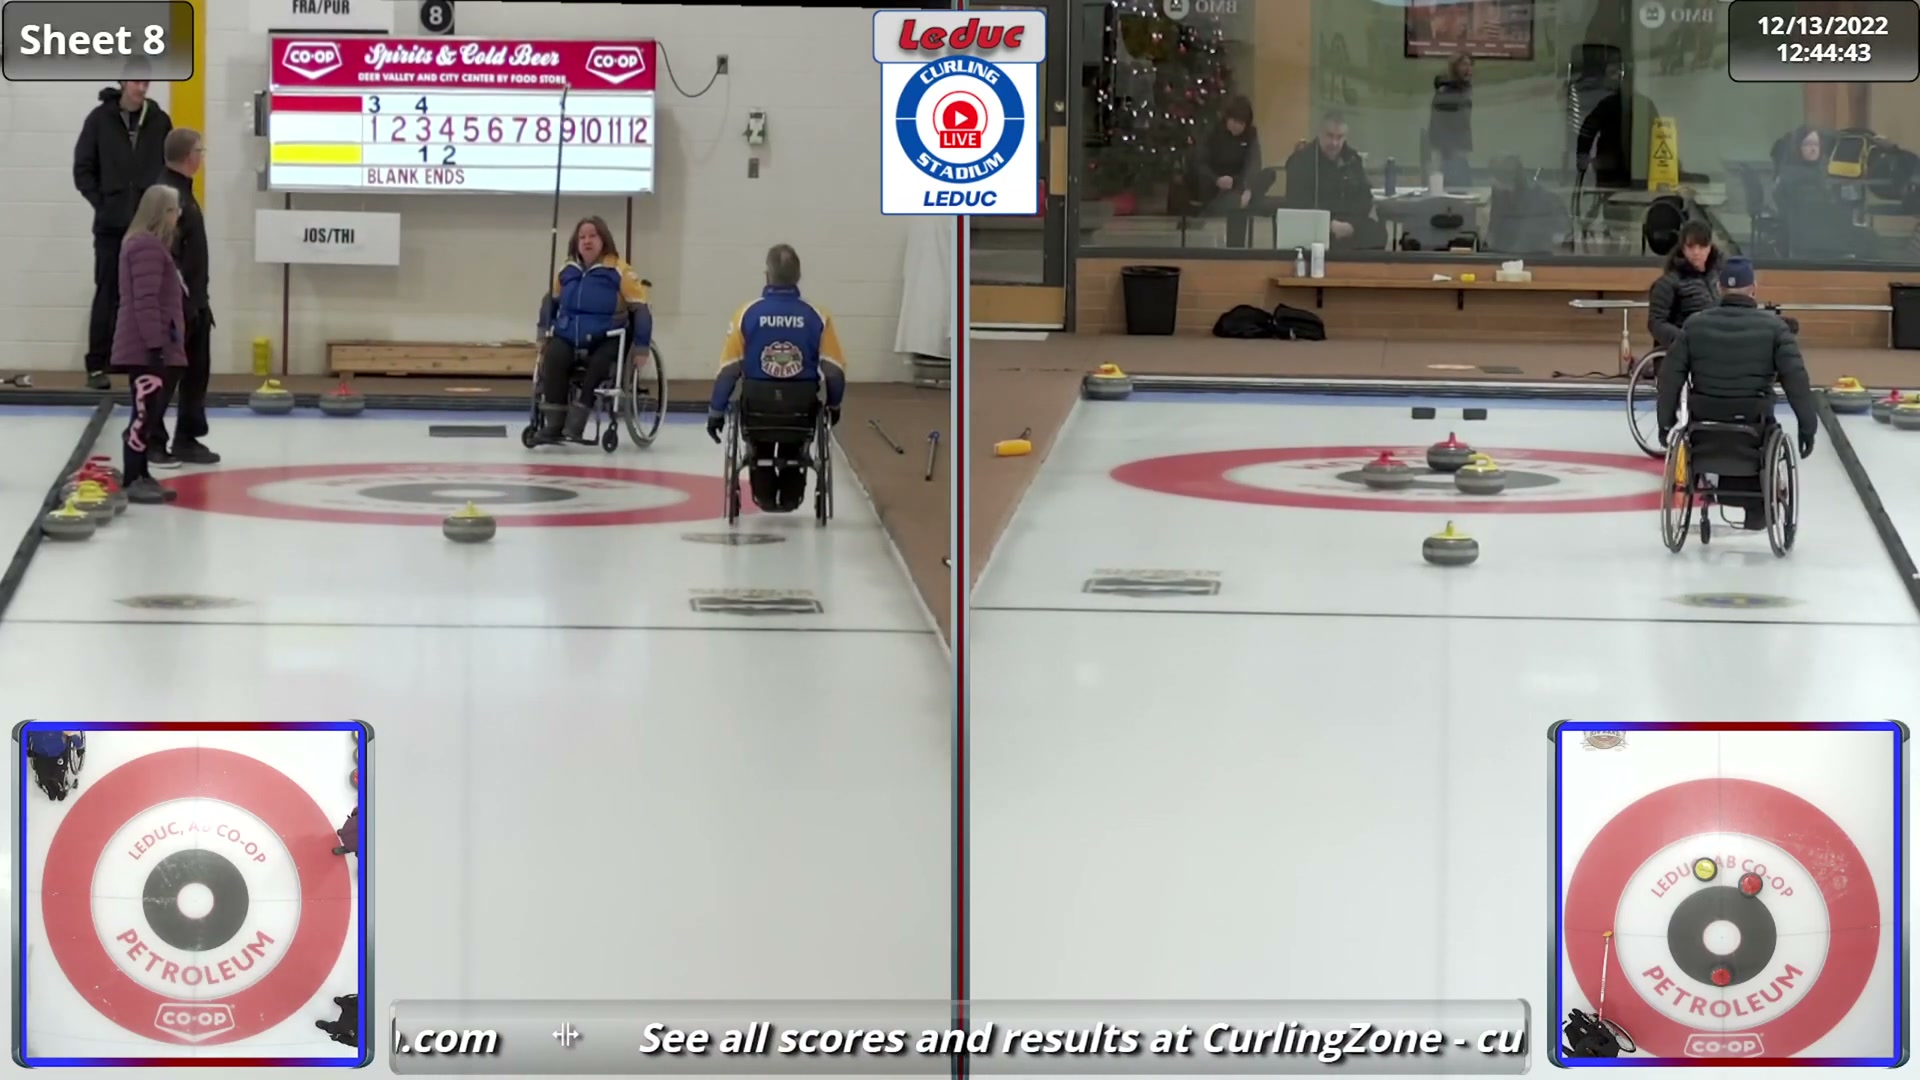 Sheet 8
FRA/PUR
8
CO-OP
Spirits & Cold Beer
CO-OP
DEER VALLEY AND CITY CENTER BY FOOD STORE
3 4
1 2 3 4 5 6 7 8 9 10 11 12
1 2
BLANK ENDS
JOS/THI
PURVIS
ALBERTA
Leduc
CURLING
LIVE
STADIUM
LEDUC
BMO
BMO
12/13/2022
12:44:43
LEDUC, AB CO-OP
PETROLEUM
CO-OP
LEDUC, AB CO-OP
PETROLEUM
CO-OP
.com
See all scores and results at CurlingZone - cu